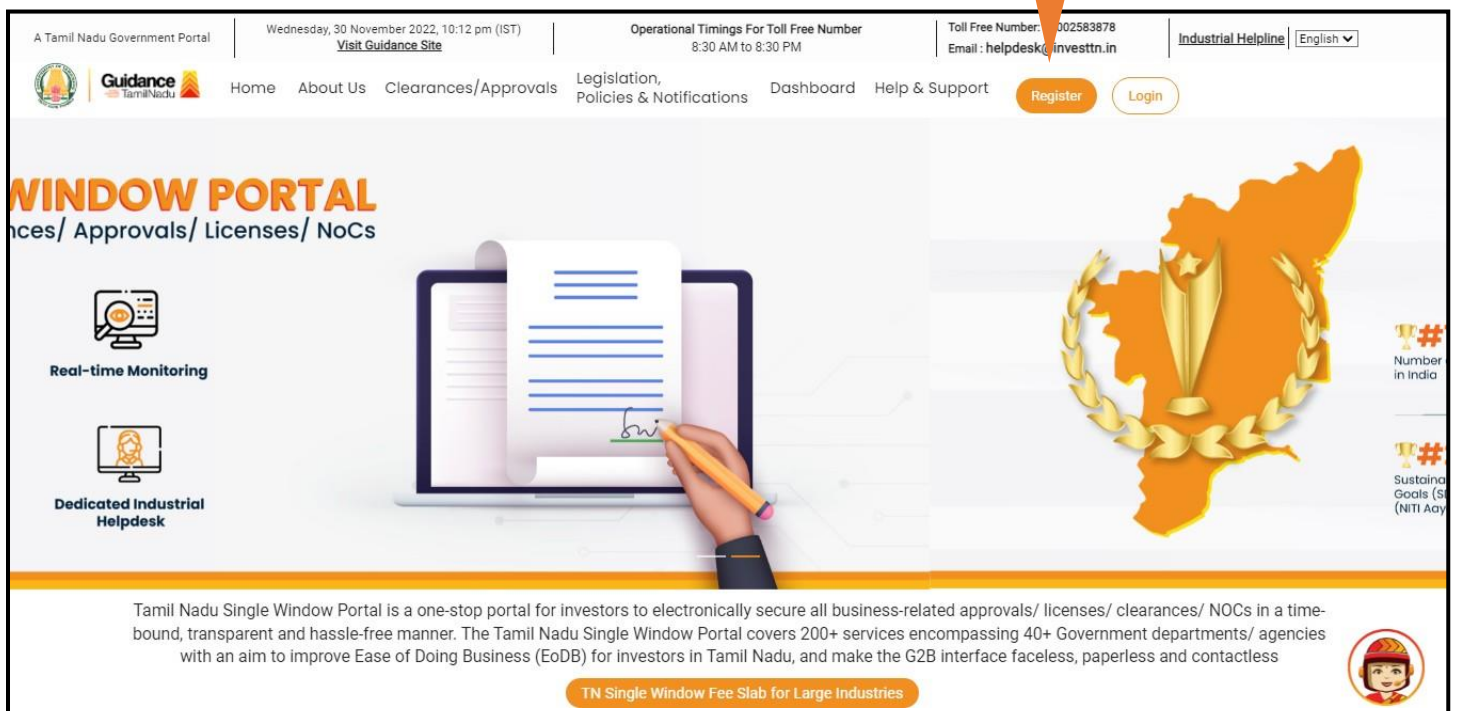 A Tamil Nadu Government Portal
Wednesday, 30 November 2022, 10:12 pm (IST)
Visit Guidance Site
Operational Timings For Toll Free Number
8:30 AM to 8:30 PM
Toll Free Number: 002583878
Email : helpdesk@investtn.in
Industrial Helpline
English
Guidance
TamilNadu
Home
About Us
Clearances/Approvals
Legislation,
Policies & Notifications
Dashboard
Help & Support
Register
Login
WINDOW PORTAL
nces/ Approvals/ Licenses/ NoCs
Real-time Monitoring
Dedicated Industrial
Helpdesk
#
Number
in India
#
Sustaina
Goals (S
(NITI Aay
Tamil Nadu Single Window Portal is a one-stop portal for investors to electronically secure all business-related approvals/ licenses/ clearances/ NOCs in a time-
bound, transparent and hassle-free manner. The Tamil Nadu Single Window Portal covers 200+ services encompassing 40+ Government departments/ agencies
with an aim to improve Ease of Doing Business (EoDB) for investors in Tamil Nadu, and make the G2B interface faceless, paperless and contactless
TN Single Window Fee Slab for Large Industries